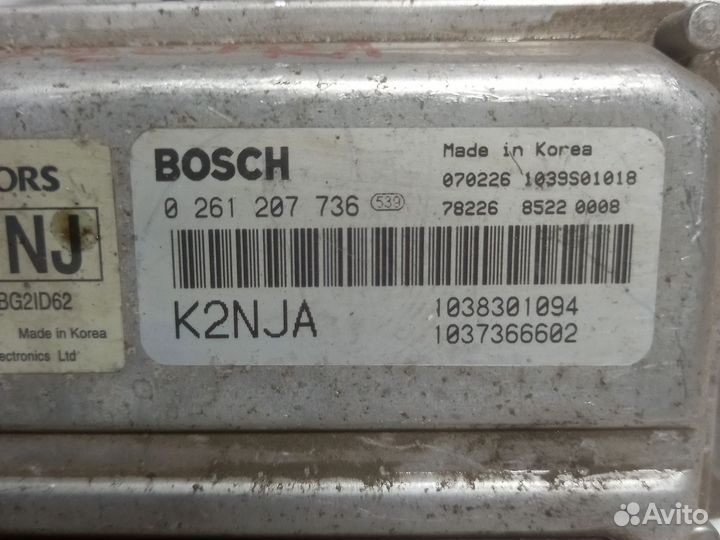 ORS
NJ
BG2ID62
Made in Korea
ectronics Ltd
BOSCH
Made in Korea
070226 1039S01018
0 261 207 736 539
78226 8522 0008
K2NJA
1038301094
1037366602
Avito